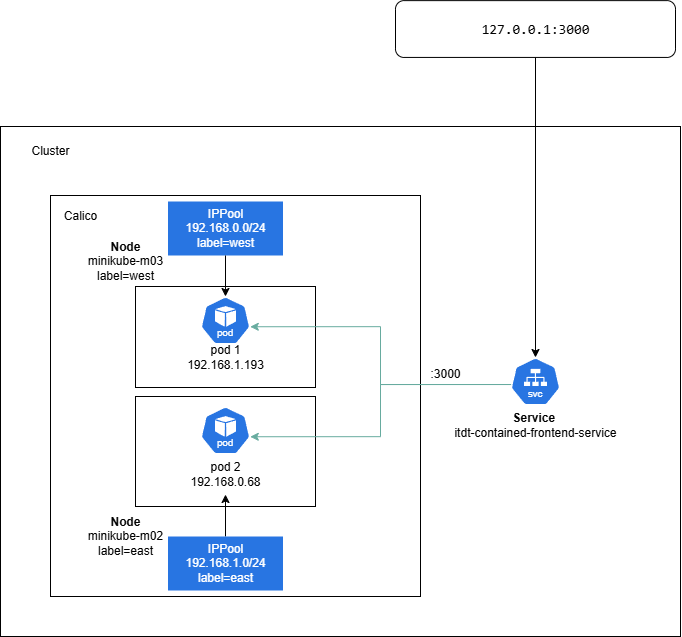 127.0.0.1:3000
Cluster
Calico
IPPool
192.168.0.0/24
label=west
Node
minikube-m03
label=west
pod
pod 1
192.168.1.193
:3000
svc
Service
itdt-contained-frontend-service
pod
pod 2
192.168.0.68
Node
minikube-m02
label=east
IPPool
192.168.1.0/24
label=east